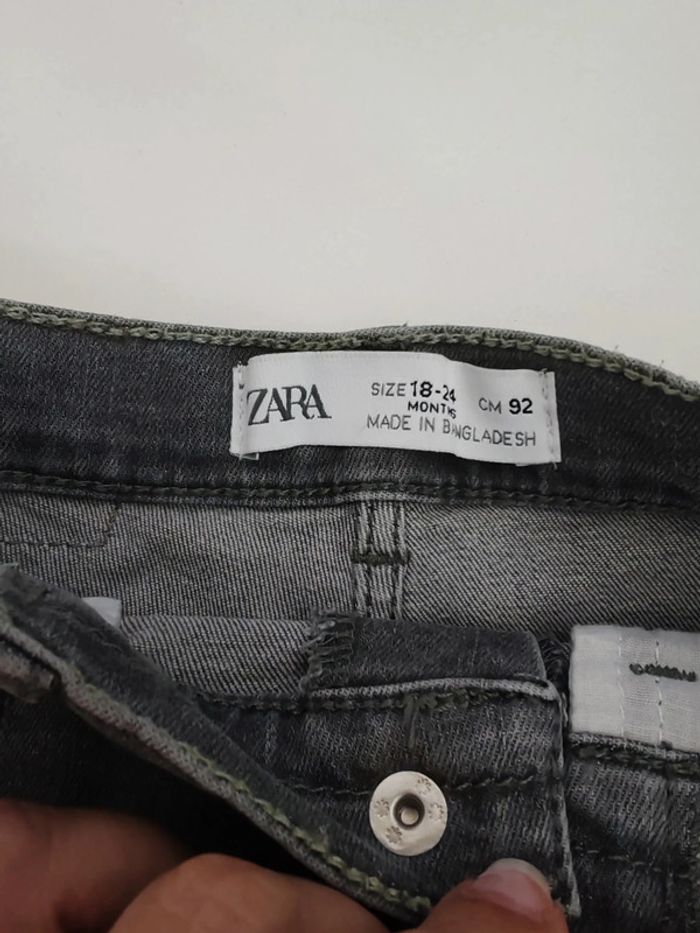 ZARA
SIZE 18-24
MONTHS
CM 92
MADE IN BANGLADESH